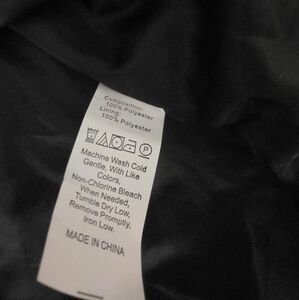 Composition:
100% Polyester
Lining:
100% Polyester
P
Machine Wash Cold
Gentle, With Like
Colors,
Non-Chlorine Bleach
When Needed,
Tumble Dry Low,
Remove Promptly,
Iron Low.
MADE IN CHINA